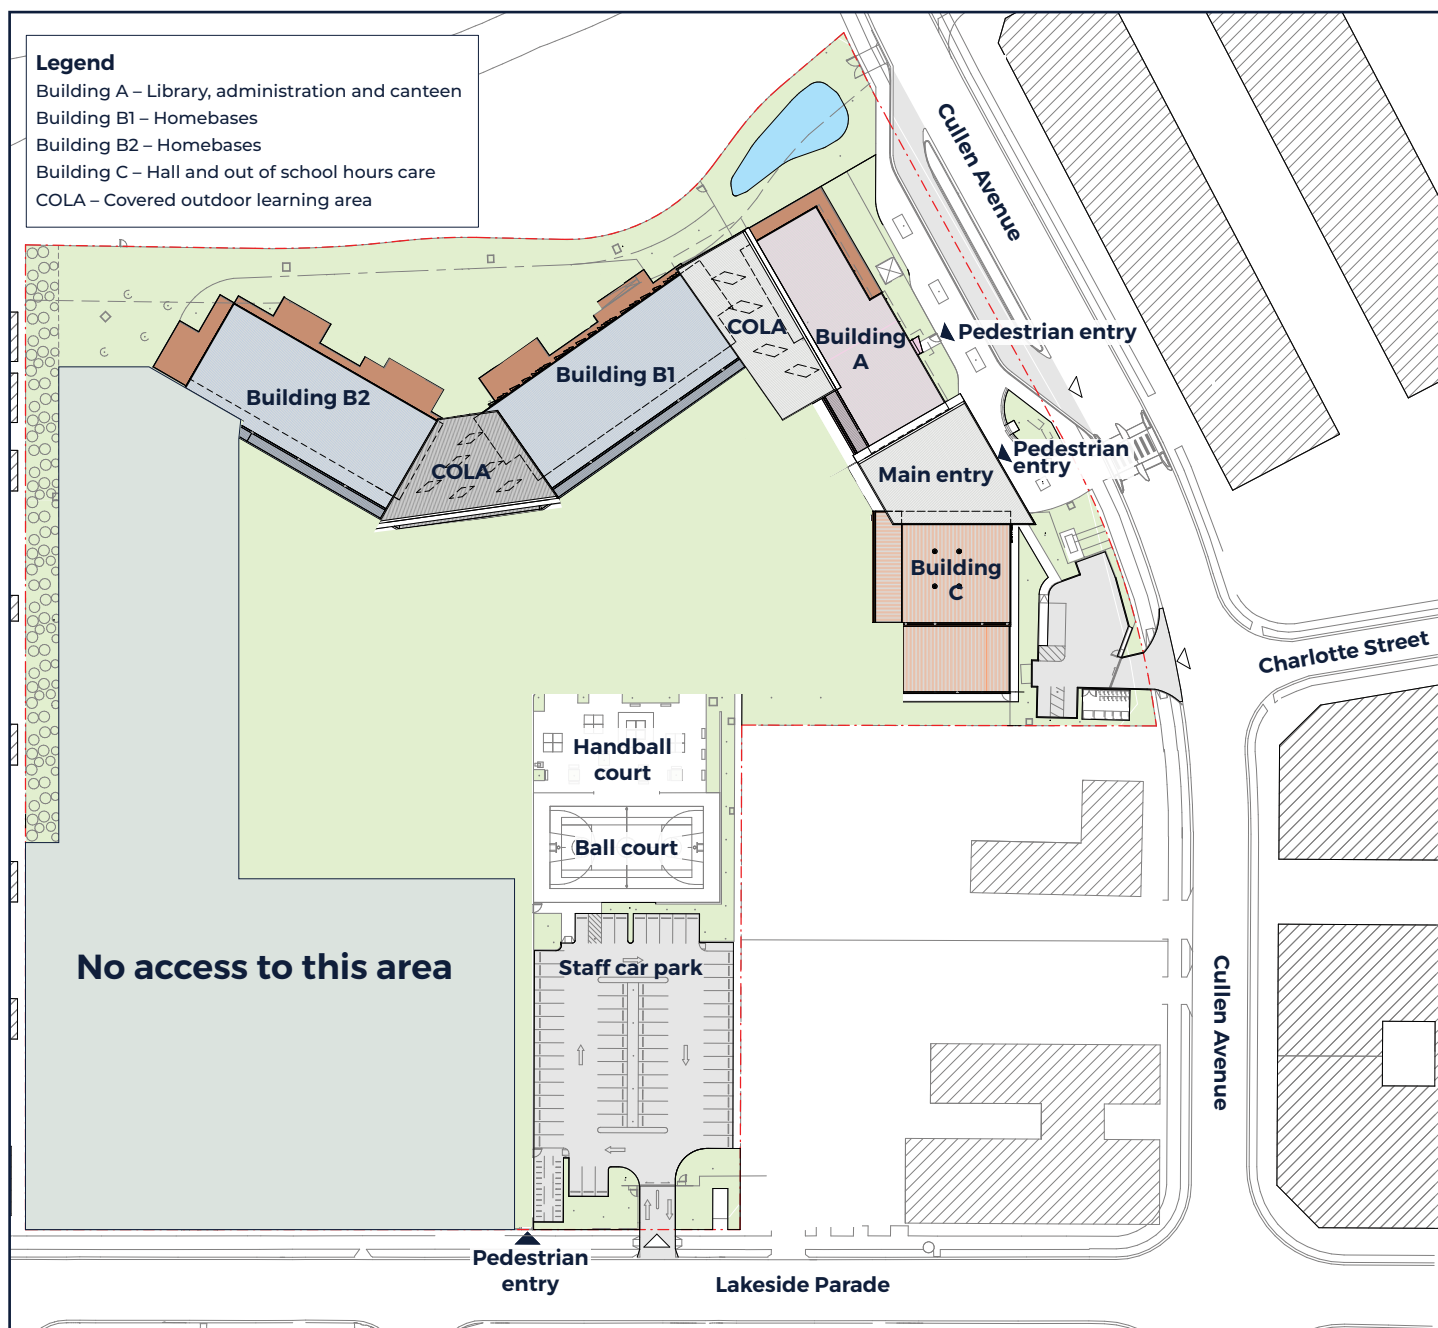 Legend
Building A – Library, administration and canteen
Building B1 – Homebases
Building B2 – Homebases
Building C – Hall and out of school hours care
COLA – Covered outdoor learning area
Cullen Avenue
Pedestrian entry
COLA
Building
A
Building B1
Building B2
Pedestrian
entry
COLA
Main entry
Building
C
Charlotte Street
Handball
court
Ball court
No access to this area
Staff car park
Cullen Avenue
Pedestrian
entry
Lakeside Parade